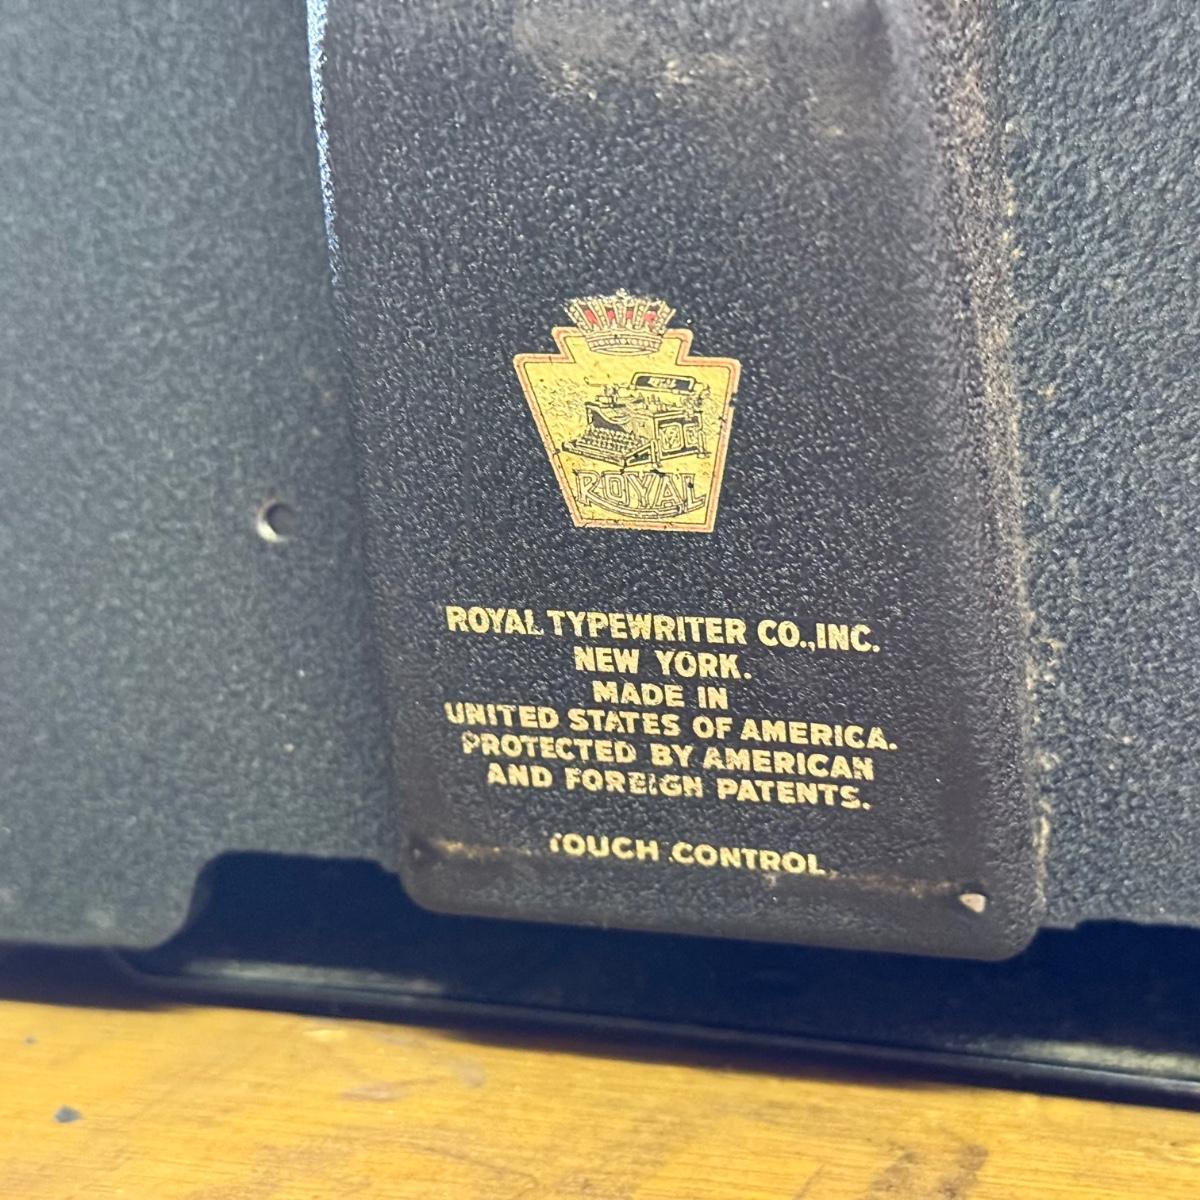 ROYAL
ROYAL
ROYAL TYPEWRITER CO., INC.
NEW YORK.
MADE IN
UNITED STATES OF AMERICA.
PROTECTED BY AMERICAN
AND FOREIGN PATENTS.
TOUCH CONTROL